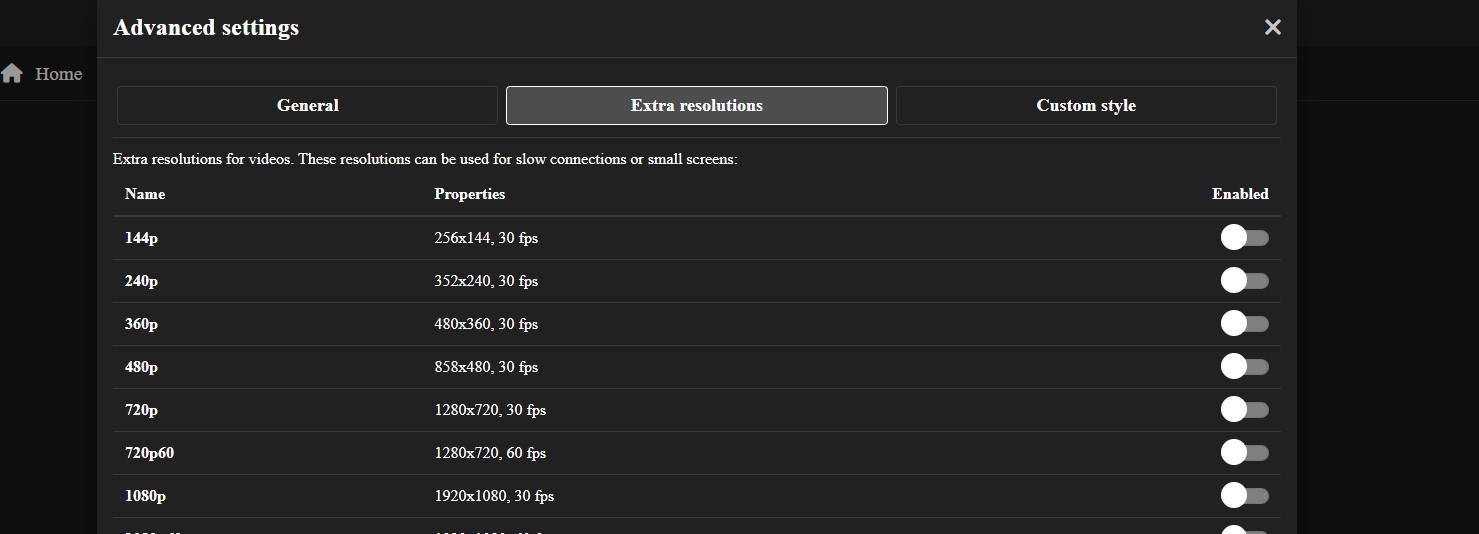 Advanced settings
Home
General Extra resolutions Custom style
Extra resolutions for videos. These resolutions can be used for slow connections or small screens:
Name Properties Enabled
144p 256x144, 30 fps
240p 352x240, 30 fps
360p 480x360, 30 fps
480p 858x480, 30 fps
720p 1280x720, 30 fps
720p60 1280x720, 60 fps
1080p 1920x1080, 30 fps